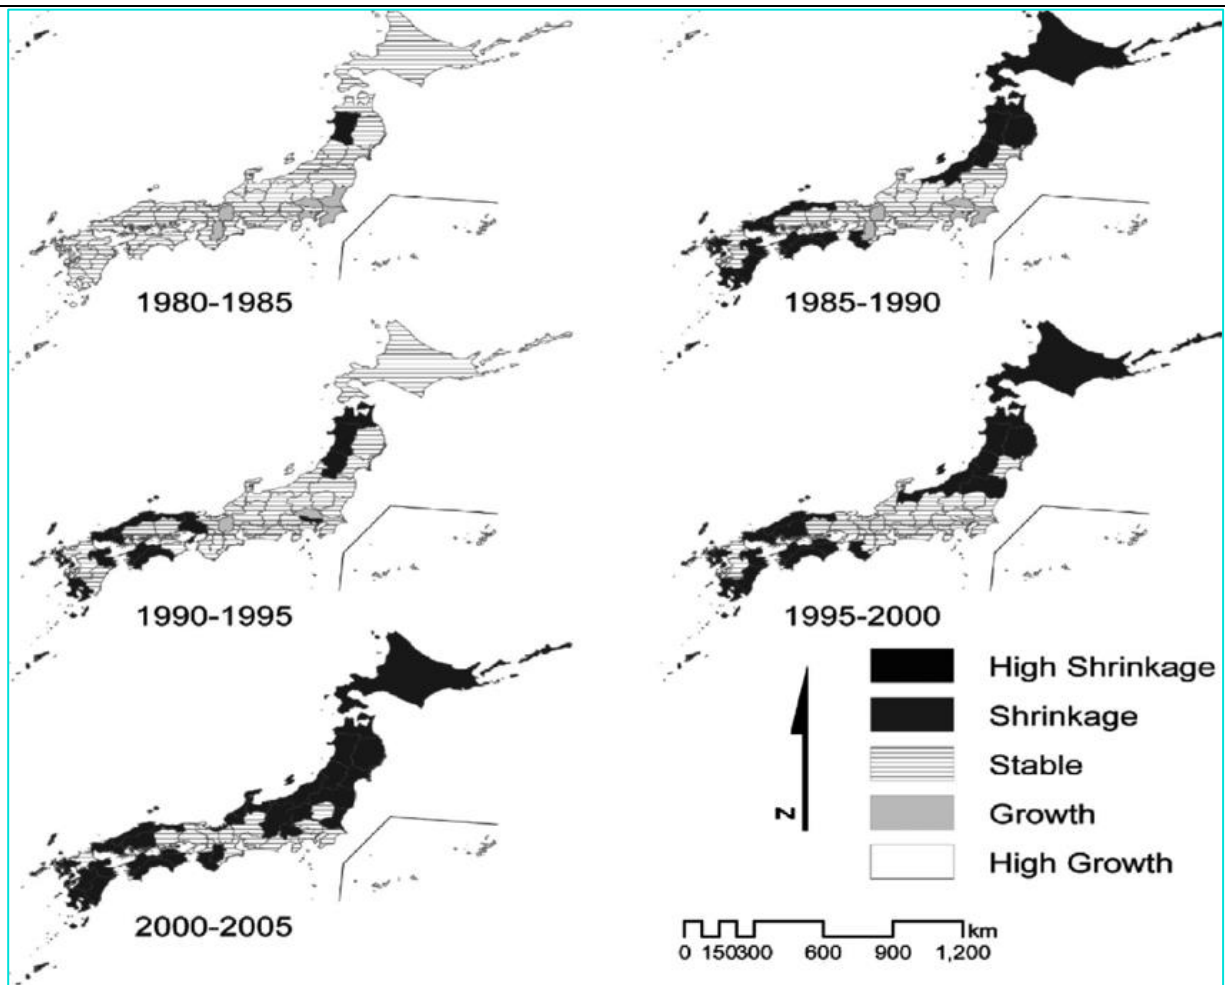 1980-1985
1985-1990
1990-1995
1995-2000
High Shrinkage
Shrinkage
Stable
Growth
High Growth
N
2000-2005
km
0 150300 600 900 1,200